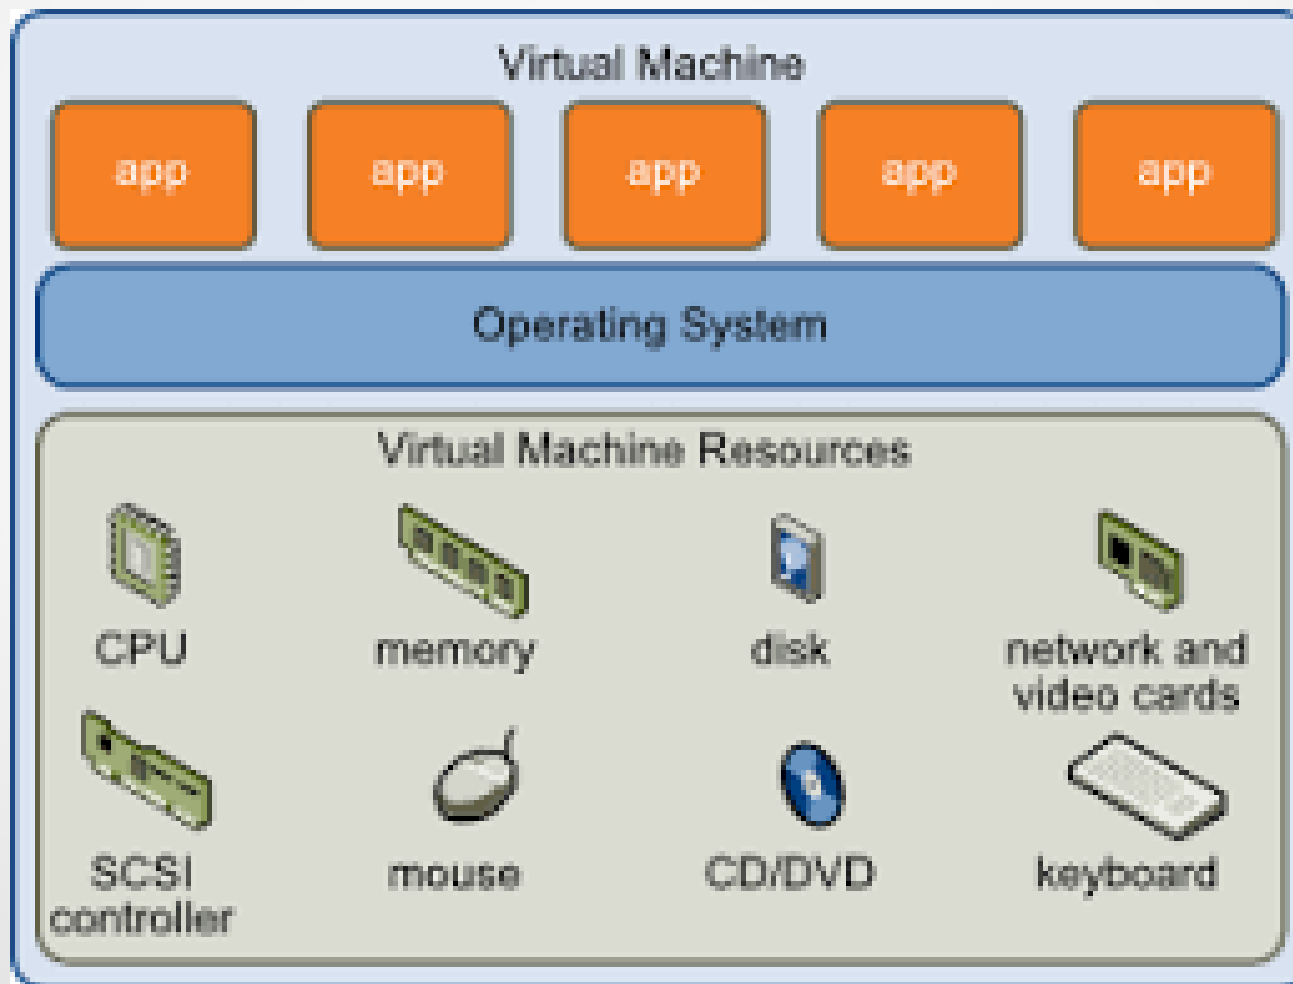 Virtual Machine
app app app app app
Operating System
Virtual Machine Resources
CPU memory disk network and
video cards
SCSI mouse CD/DVD keyboard
controller